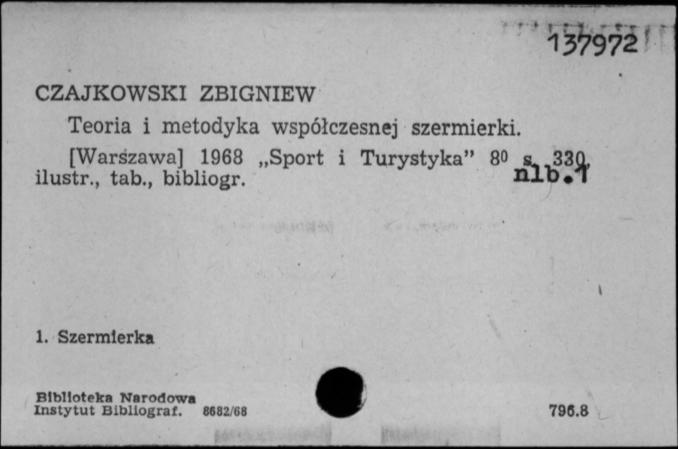 137972
CZAJKOWSKI ZBIGNIEW
Teoria i metodyka współczesnej szermierki.
[Warszawa] 1968 „Sport i Turystyka” 8⁰ s. 330,
ilustr., tab., bibliogr. nlb.1
1. Szermierka
Biblioteka Narodowa
Instytut Bibliograf. 8682/68 796.8